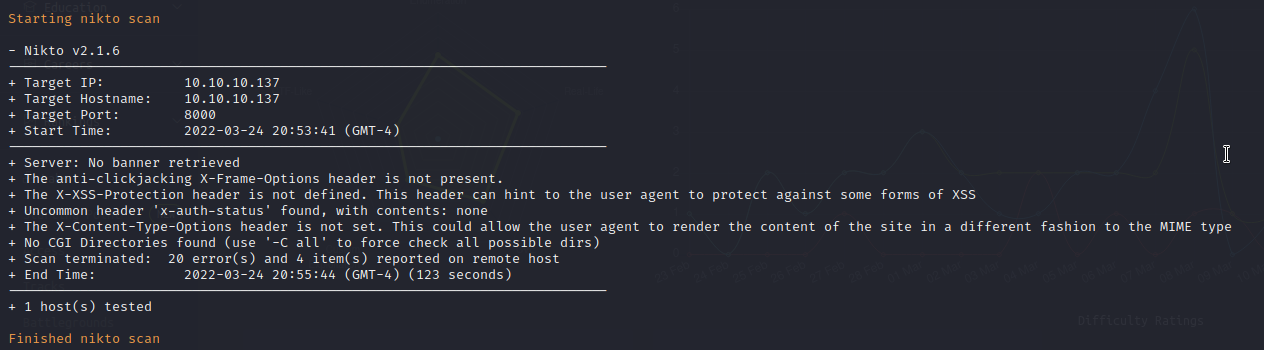 Education
Starting nikto scan
- Nikto v2.1.6
+ Target IP: 10.10.10.137
+ Target Hostname: 10.10.10.137
+ Target Port: 8000
+ Start Time: 2022-03-24 20:53:41 (GMT-4)
+ Server: No banner retrieved
+ The anti-clickjacking X-Frame-Options header is not present.
+ The X-XSS-Protection header is not defined. This header can hint to the user agent to protect against some forms of XSS
+ Uncommon header 'x-auth-status' found, with contents: none
+ The X-Content-Type-Options header is not set. This could allow the user agent to render the content of the site in a different fashion to the MIME type
+ No CGI Directories found (use '-C all' to force check all possible dirs)
+ Scan terminated: 20 error(s) and 4 item(s) reported on remote host
+ End Time: 2022-03-24 20:55:44 (GMT-4) (123 seconds)
+ 1 host(s) tested
Difficulty Ratings
Finished nikto scan